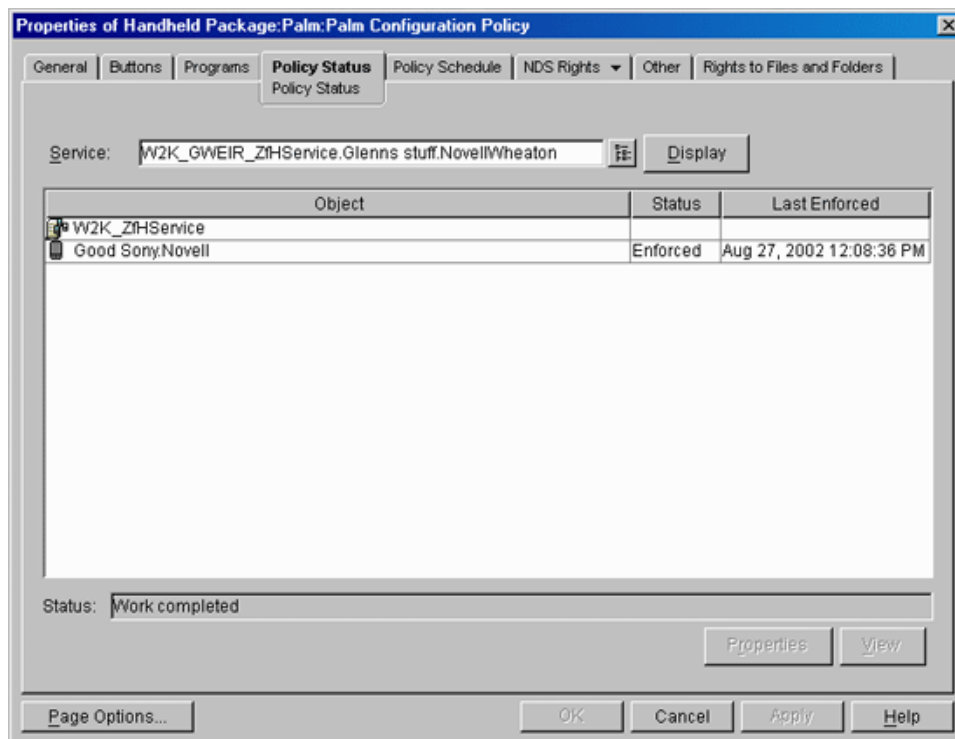 Properties of Handheld Package:Palm:Palm Configuration Policy
General Buttons Programs Policy Status Policy Schedule NDS Rights Other Rights to Files and Folders
Policy Status
Service: W2K_GWEIR_ZfHService.Glenns stuff.NovellWheaton Display
Object Status Last Enforced
W2K_ZfHService
Good Sony.Novell Enforced Aug 27, 2002 12:08:36 PM
Status: Work completed
Properties View
Page Options... OK Cancel Apply Help